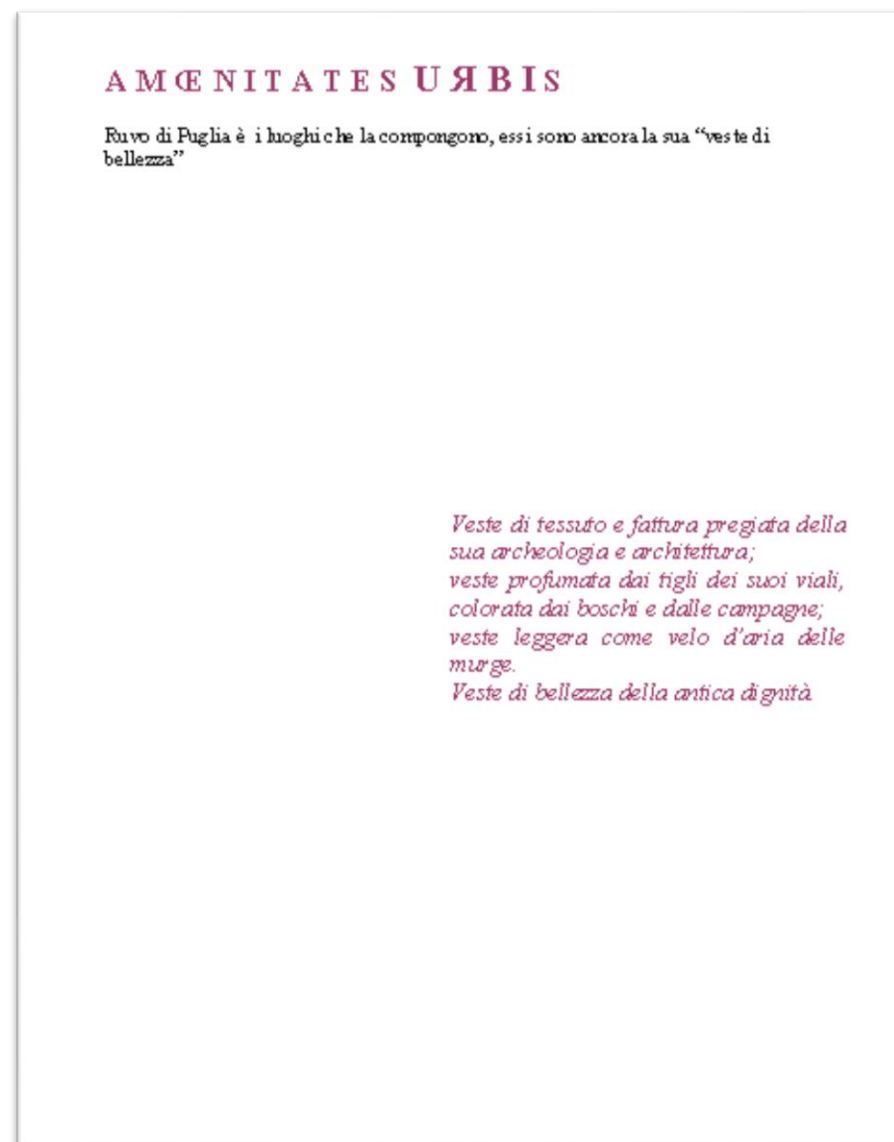 AMŒNITATES UЯBIS
Ruvo di Puglia è i luoghi che la compongono, essi sono ancora la sua “veste di
bellezza”
Veste di tessuto e fattura pregiata della
sua archeologia e architettura;
veste profumata dai tigli dei suoi viali,
colorata dai boschi e dalle campagne;
veste leggera come velo d’aria delle
murge.
Veste di bellezza della antica dignità